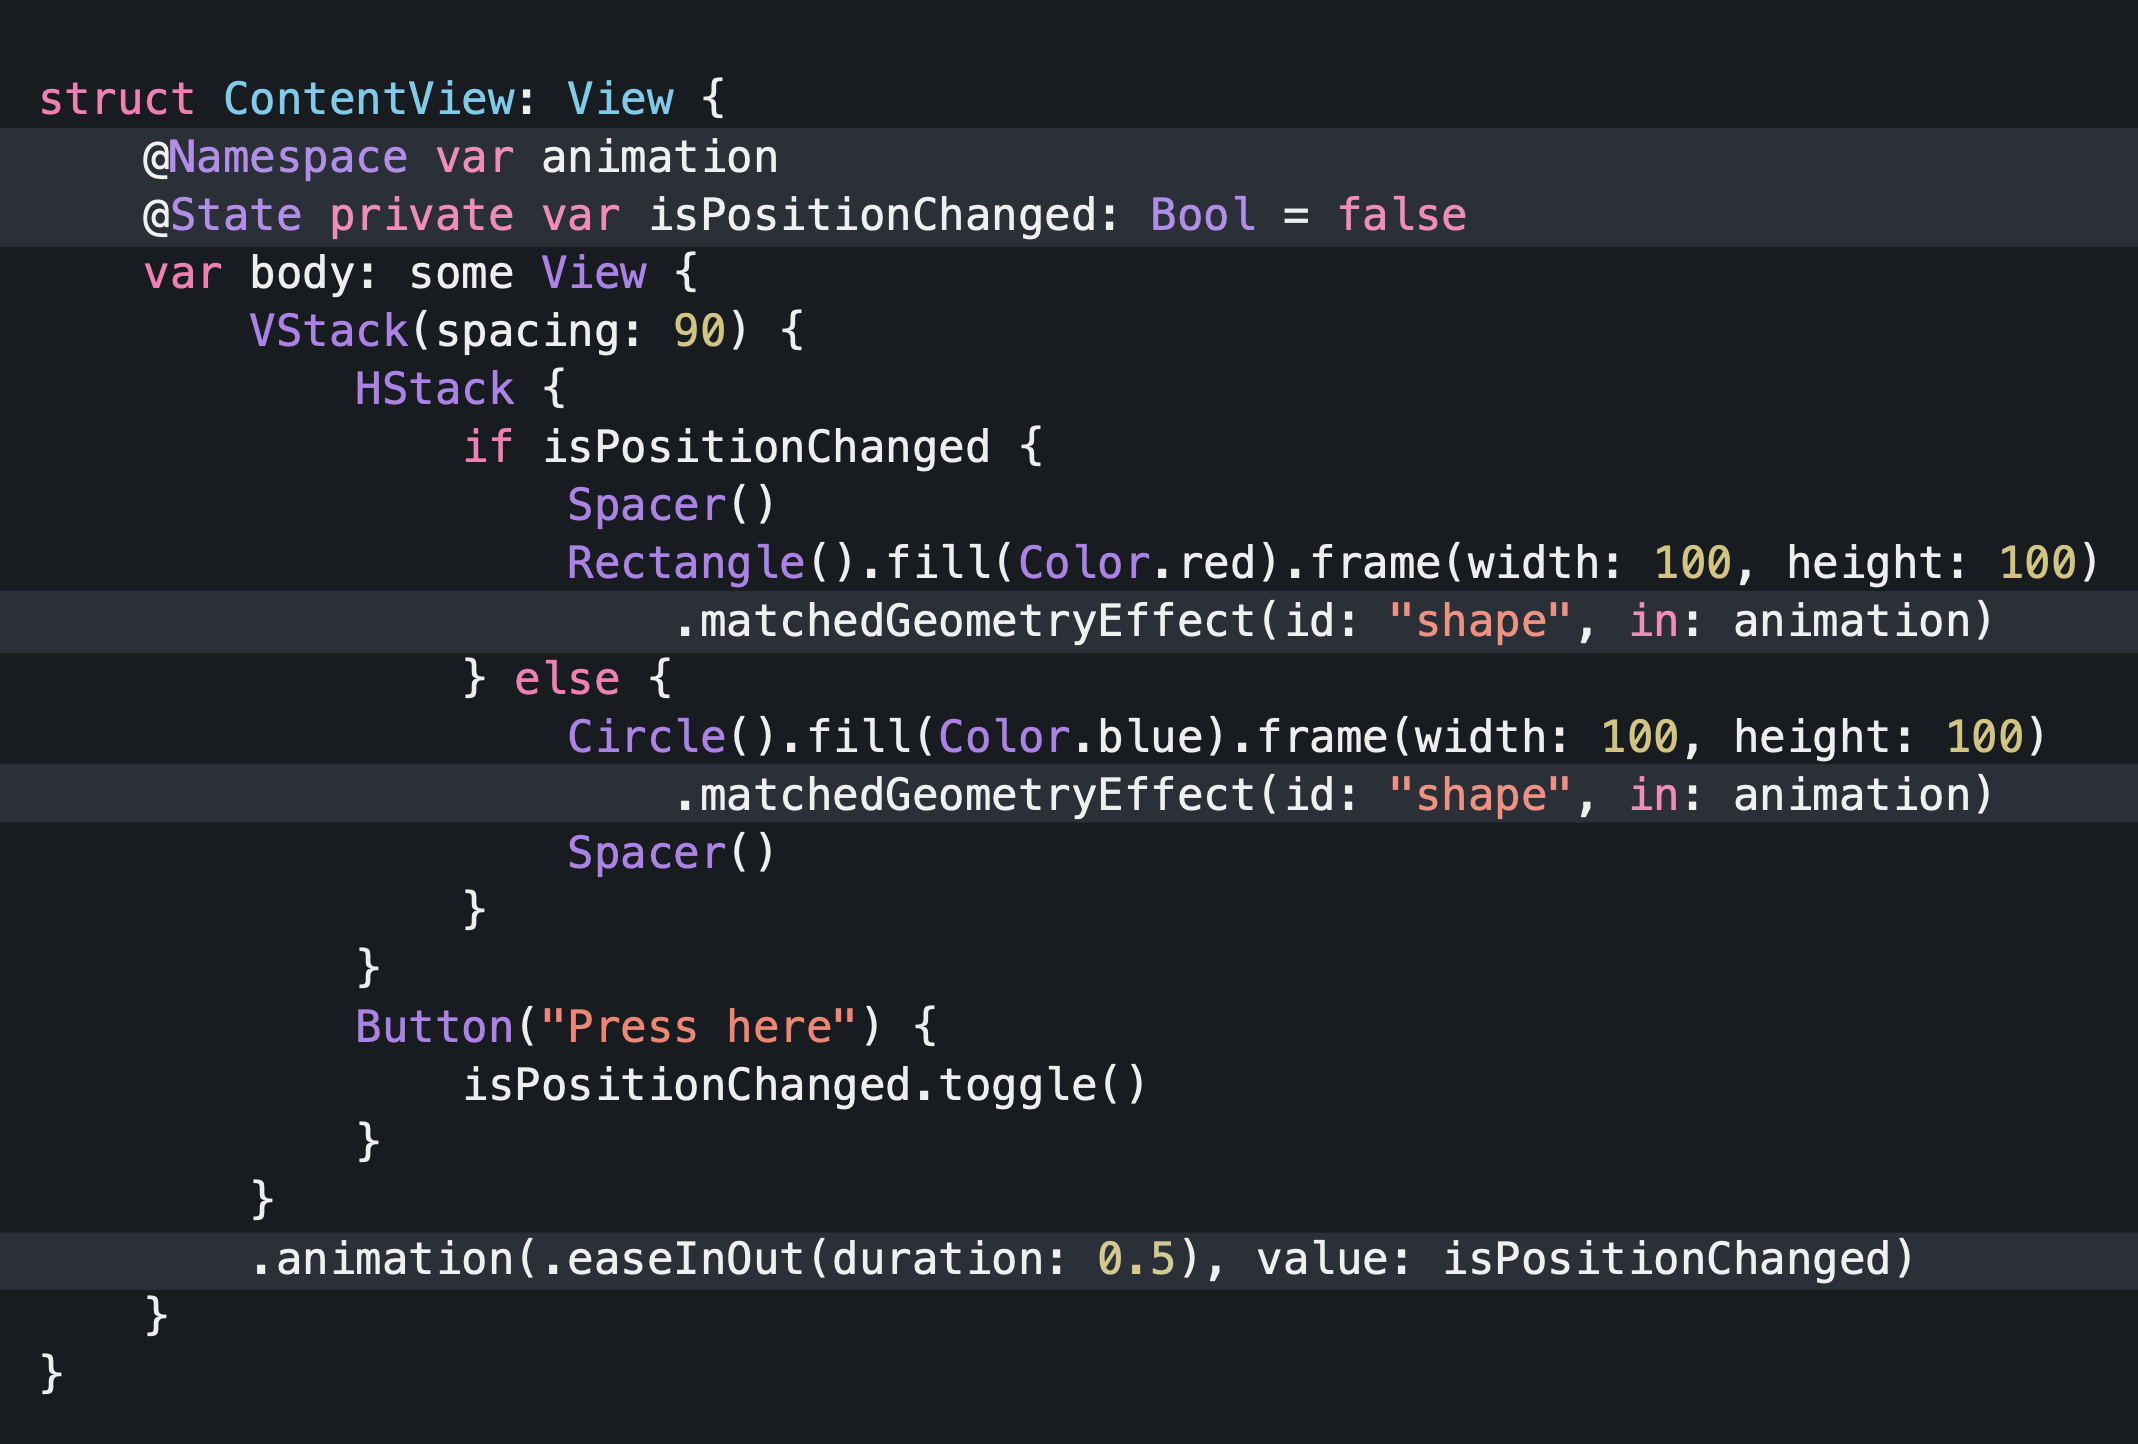 struct ContentView: View {
    @Namespace var animation
    @State private var isPositionChanged: Bool = false
    var body: some View {
        VStack(spacing: 90) {
            HStack {
                if isPositionChanged {
                    Spacer()
                    Rectangle().fill(Color.red).frame(width: 100, height: 100)
                        .matchedGeometryEffect(id: "shape", in: animation)
                } else {
                    Circle().fill(Color.blue).frame(width: 100, height: 100)
                        .matchedGeometryEffect(id: "shape", in: animation)
                    Spacer()
                }
            }
            Button("Press here") {
                isPositionChanged.toggle()
            }
        }
        .animation(.easeInOut(duration: 0.5), value: isPositionChanged)
    }
}